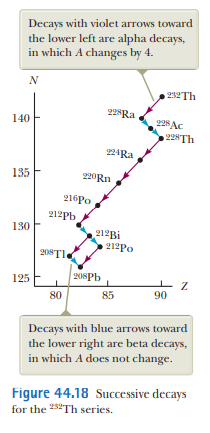 Decays with violet arrows toward
the lower left are alpha decays,
in which A changes by 4.
N
232Th
140
228Ra
228Ac
228Th
224Ra
135
220Rn
216Po
212Pb
130
212Bi
212Po
208Tl
208Pb
125
80 85 90 Z
Decays with blue arrows toward
the lower right are beta decays,
in which A does not change.
Figure 44.18 Successive decays
for the 232Th series.